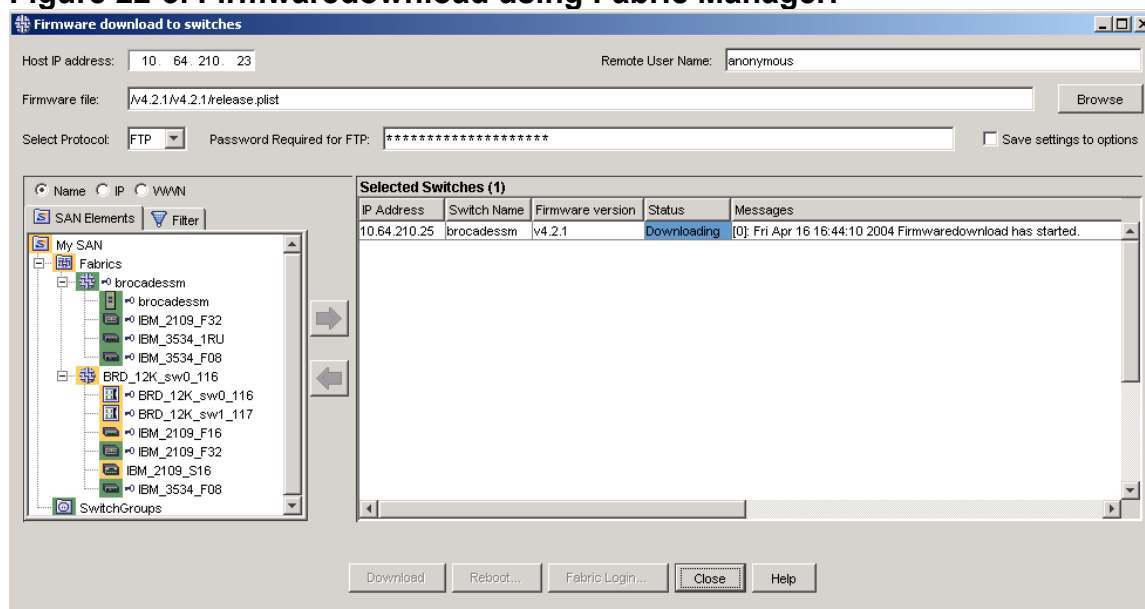 Figure 22-8. Firmwaredownload using Fabric Manager.
Firmware download to switches
Host IP address: 10. 64. 210. 23 Remote User Name: anonymous
Firmware file: /v4.2.1/v4.2.1/release.plist Browse
Select Protocol: FTP Password Required for FTP: ******************** Save settings to options
Name IP WWN
SAN Elements Filter
My SAN
Fabrics
brocadessm
brocadessm
IBM_2109_F32
IBM_3534_1RU
IBM_3534_F08
BRD_12K_sw0_116
BRD_12K_sw0_116
BRD_12K_sw1_117
IBM_2109_F16
IBM_2109_F32
IBM_2109_S16
IBM_3534_F08
SwitchGroups
Selected Switches (1)
IP Address Switch Name Firmware version Status Messages
10.64.210.25 brocadessm v4.2.1 Downloading [0]: Fri Apr 16 16:44:10 2004 Firmwaredownload has started.
Download Reboot... Fabric Login... Close Help